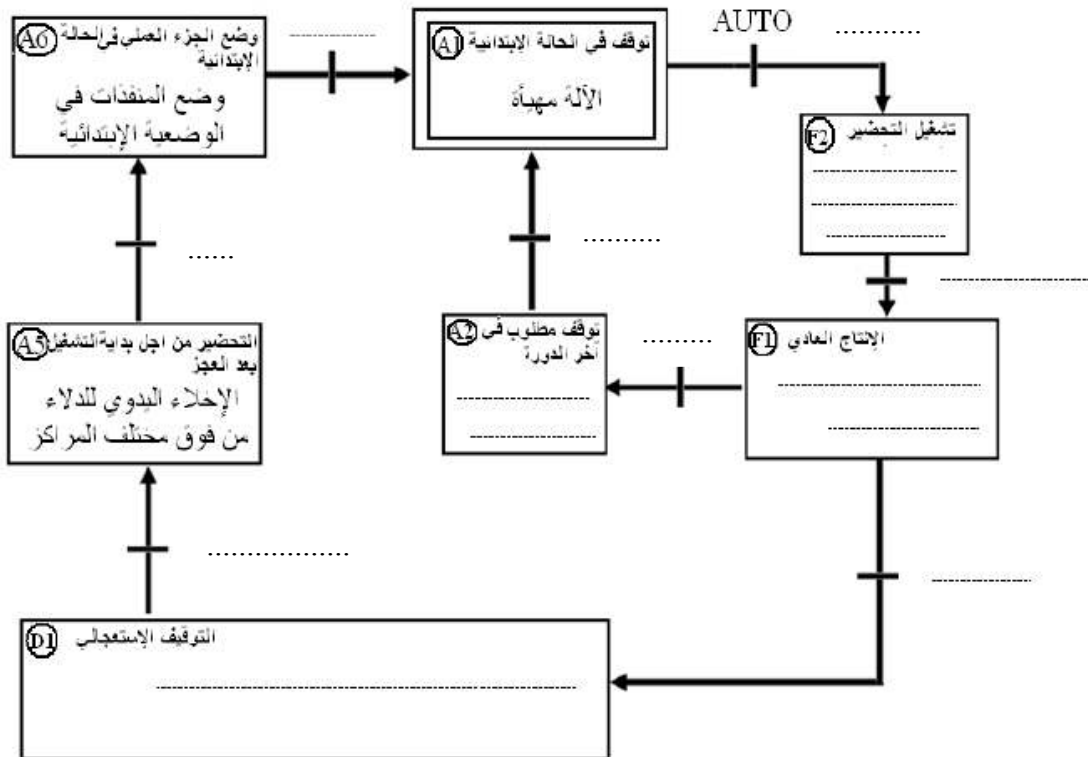 A6 وضع الجزء العملي في الحالة
الإبتدائية
وضع المنفذات في
الوضعية الإبتدائية
A1 توقف في الحالة الإبتدائية
الآلة مهيأة
AUTO
F2 تشغيل التحضير
A5 التحضير من اجل بداية التشغيل
بعد العجز
الإخلاء اليدوي للدلاء
من فوق مختلف المراكز
A2 توقف مطلوب في
آخر الدورة
F1 الإنتاج العادي
D1 التوقيف الإستعجالي